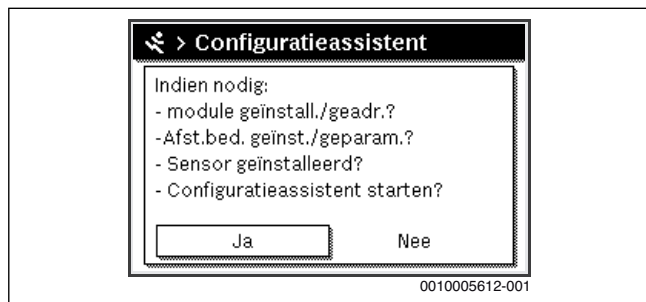 > Configuratieassistent
Indien nodig:
- module geïnstall./geadr.?
-Afst.bed. geïnst./geparam.?
- Sensor geïnstalleerd?
- Configuratieassistent starten?
Ja Nee
0010005612-001